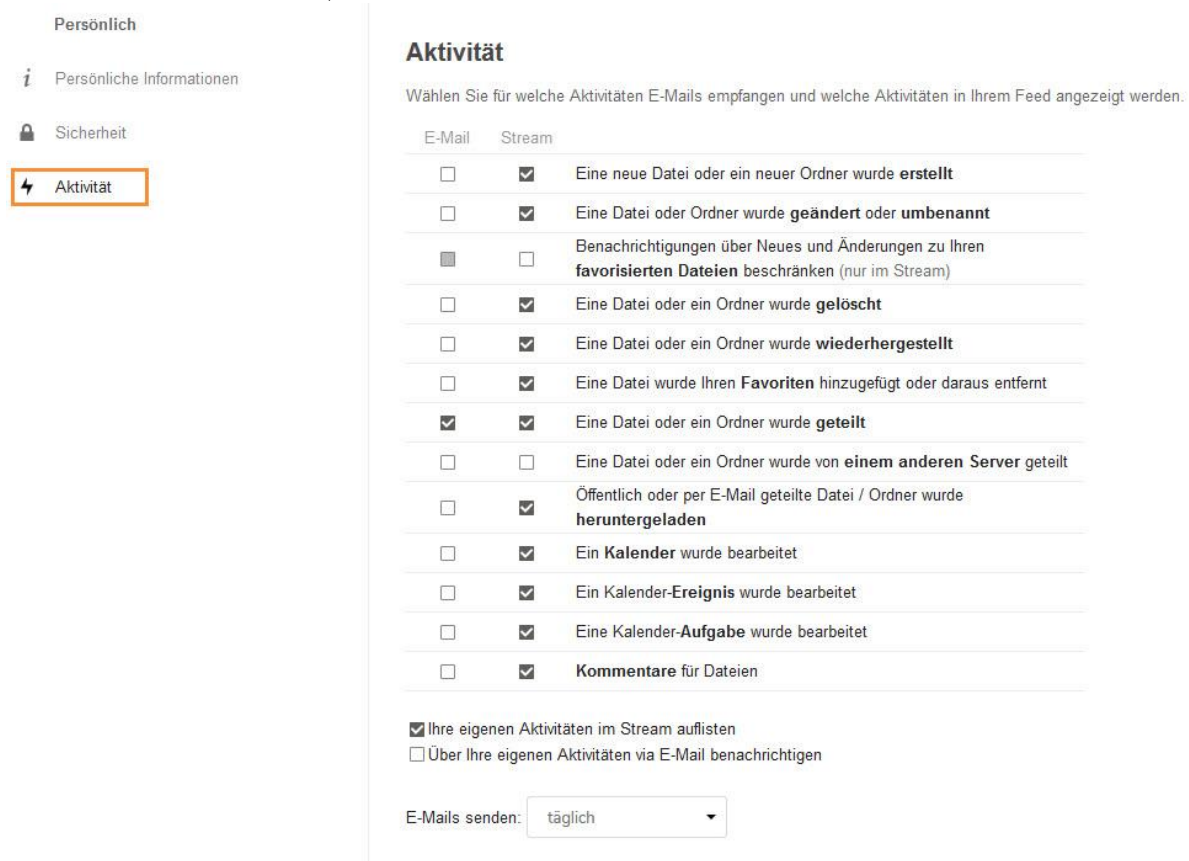 Persönlich
Persönliche Informationen
Sicherheit
Aktivität
Aktivität
Wählen Sie für welche Aktivitäten E-Mails empfangen und welche Aktivitäten in Ihrem Feed angezeigt werden.
E-Mail Stream
Eine neue Datei oder ein neuer Ordner wurde erstellt
Eine Datei oder Ordner wurde geändert oder umbenannt
Benachrichtigungen über Neues und Änderungen zu Ihren
favorisierten Dateien beschränken (nur im Stream)
Eine Datei oder ein Ordner wurde gelöscht
Eine Datei oder ein Ordner wurde wiederhergestellt
Eine Datei wurde Ihren Favoriten hinzugefügt oder daraus entfernt
Eine Datei oder ein Ordner wurde geteilt
Eine Datei oder ein Ordner wurde von einem anderen Server geteilt
Öffentlich oder per E-Mail geteilte Datei / Ordner wurde
heruntergeladen
Ein Kalender wurde bearbeitet
Ein Kalender-Ereignis wurde bearbeitet
Eine Kalender-Aufgabe wurde bearbeitet
Kommentare für Dateien
Ihre eigenen Aktivitäten im Stream auflisten
Über Ihre eigenen Aktivitäten via E-Mail benachrichtigen
E-Mails senden: täglich